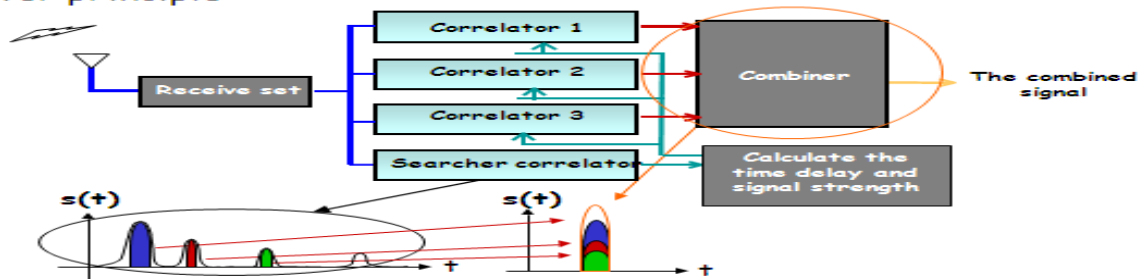 Correlator 1
Receive set
Correlator 2
Correlator 3
Searcher correlator
Combiner
The combined
signal
Calculate the
time delay and
signal strength
s(t)
t
s(t)
t